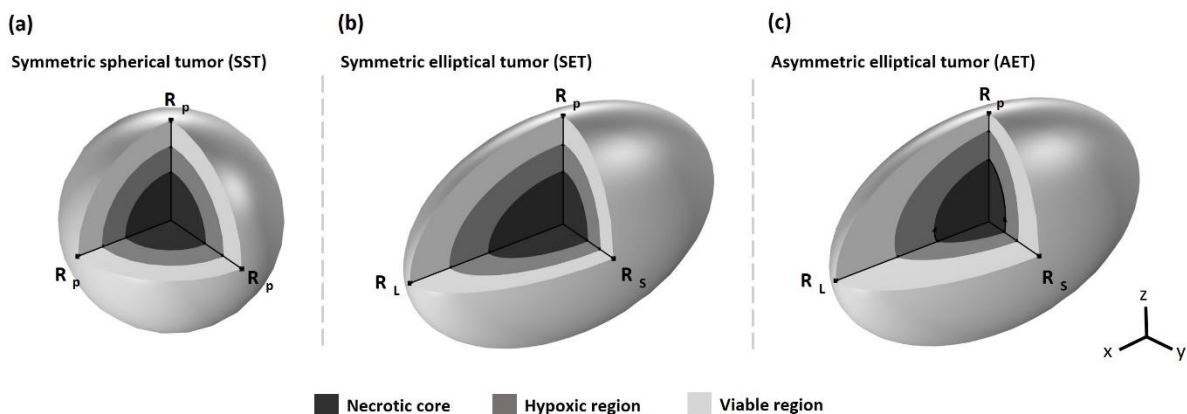 (a)
(b)
(c)
Symmetric spherical tumor (SST)
Symmetric elliptical tumor (SET)
Asymmetric elliptical tumor (AET)
R p
R p
R p
R p
R p
R L
R S
R L
R S
z
x
y
Necrotic core
Hypoxic region
Viable region